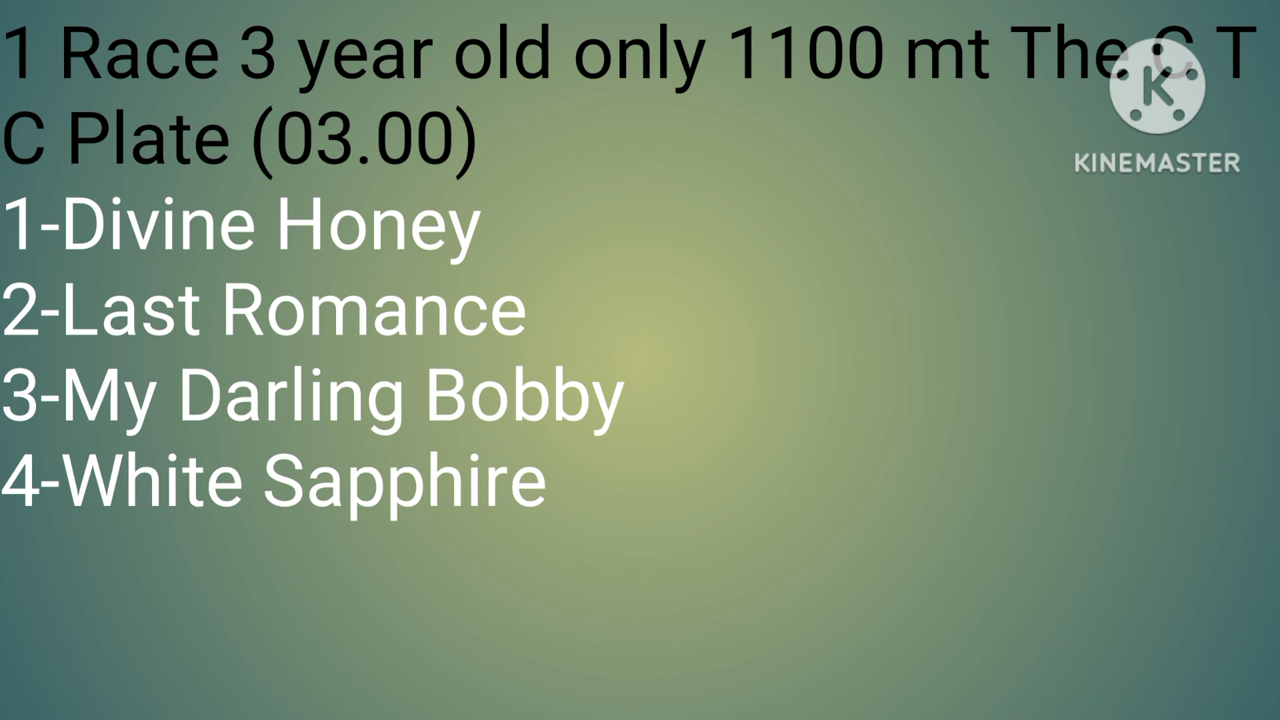 1 Race 3 year old only 1100 mt The C T
C Plate (03.00)
K
KINEMASTER
1-Divine Honey
2-Last Romance
3-My Darling Bobby
4-White Sapphire